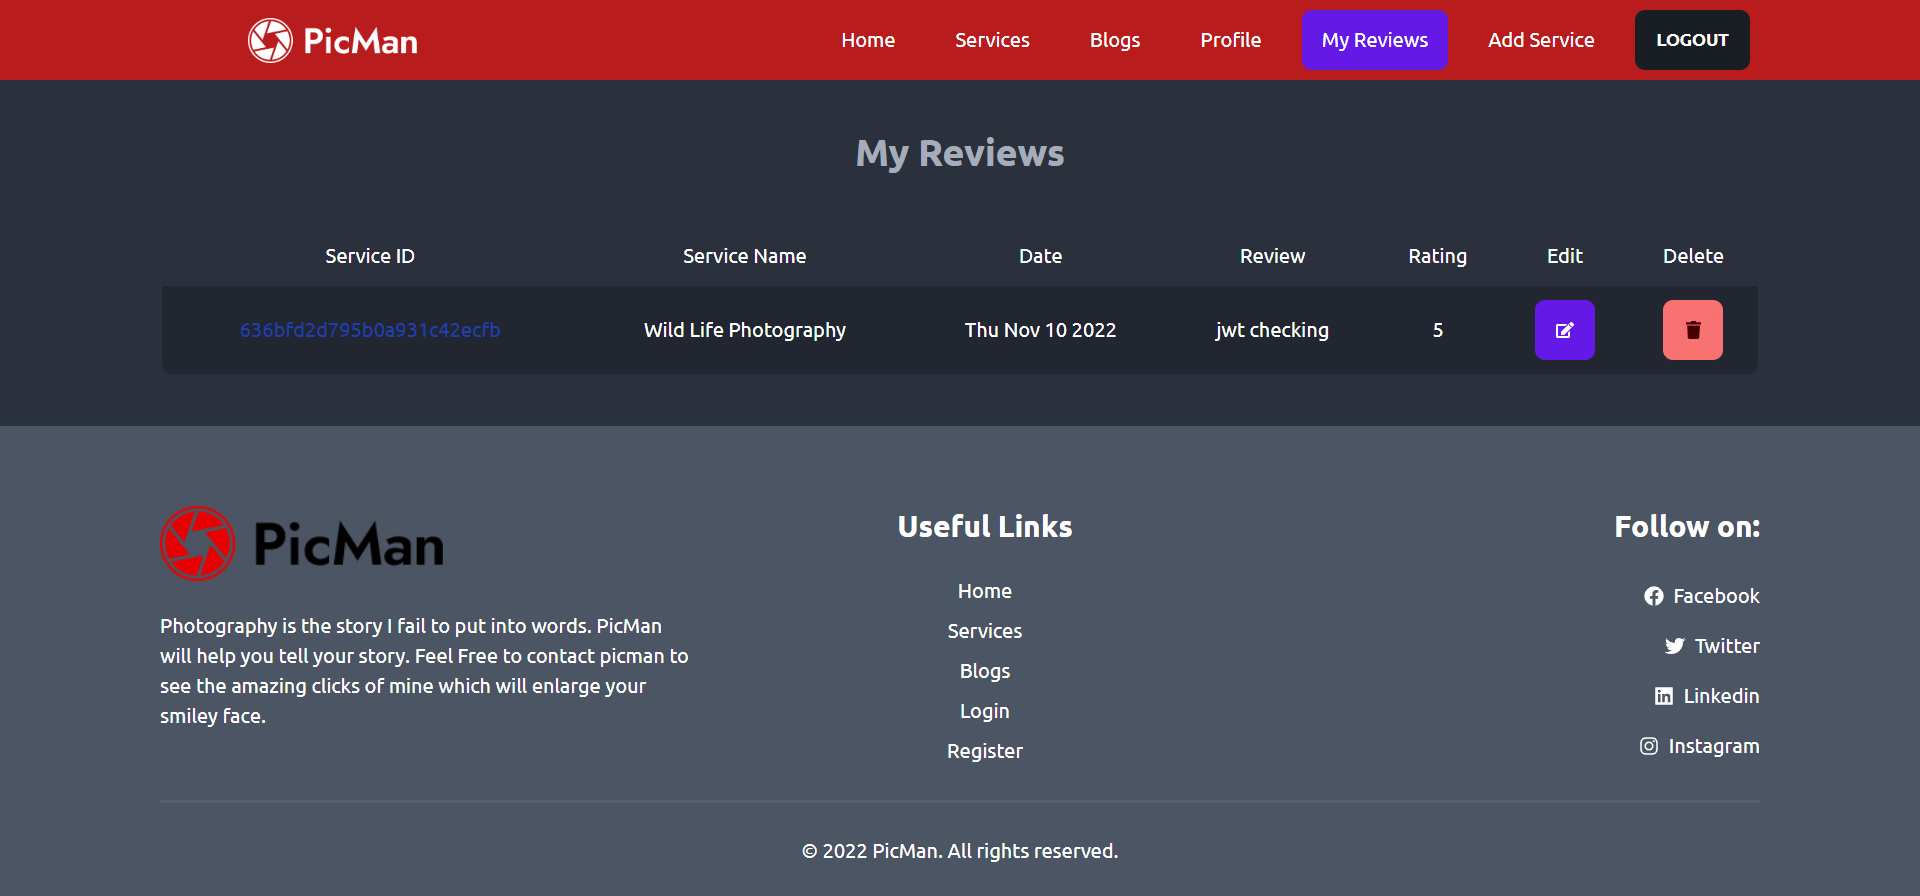 PicMan
Home Services Blogs Profile My Reviews Add Service LOGOUT
My Reviews
Service ID Service Name Date Review Rating Edit Delete
636bfd2d795b0a931c42ecfb Wild Life Photography Thu Nov 10 2022 jwt checking 5
PicMan
Photography is the story I fail to put into words. PicMan
will help you tell your story. Feel Free to contact picman to
see the amazing clicks of mine which will enlarge your
smiley face.
Useful Links
Home
Services
Blogs
Login
Register
Follow on:
Facebook
Twitter
Linkedin
Instagram
© 2022 PicMan. All rights reserved.